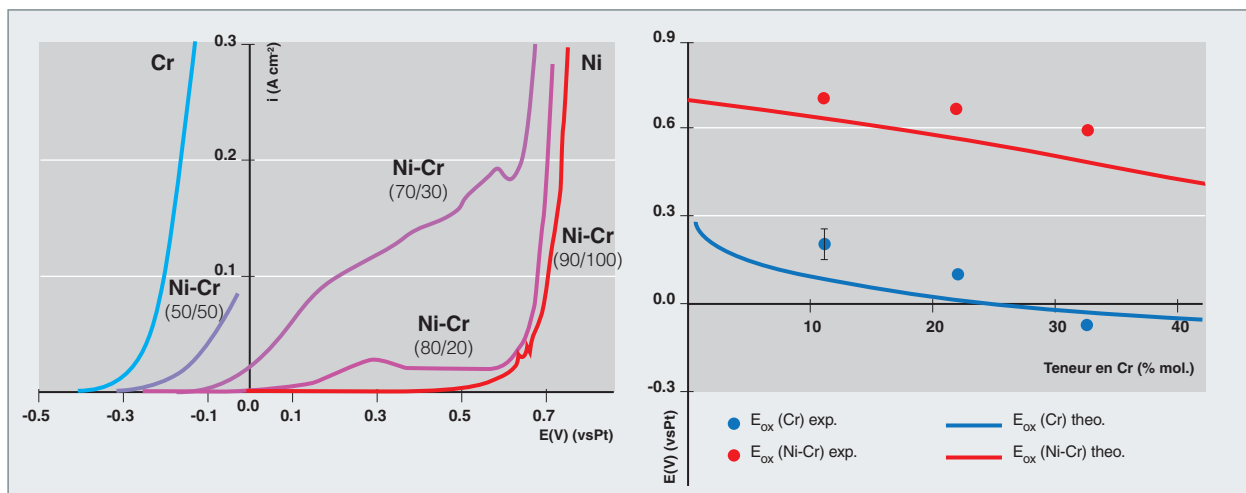 0.3
Cr
i (A cm-2)
Ni
0.2
Ni-Cr
(70/30)
Ni-Cr
(90/100)
0.1
Ni-Cr
(50/50)
Ni-Cr
(80/20)
-0.5 -0.3 -0.1 0.0 0.1 0.3 0.5 0.7
E(V) (vsPt)
0.9
0.6
0.3
0.0
10 20 30 40
Teneur en Cr (% mol.)
-0.3
E(V) (vsPt)
Eox (Cr) exp. Eox (Cr) theo.
Eox (Ni-Cr) exp. Eox (Ni-Cr) theo.